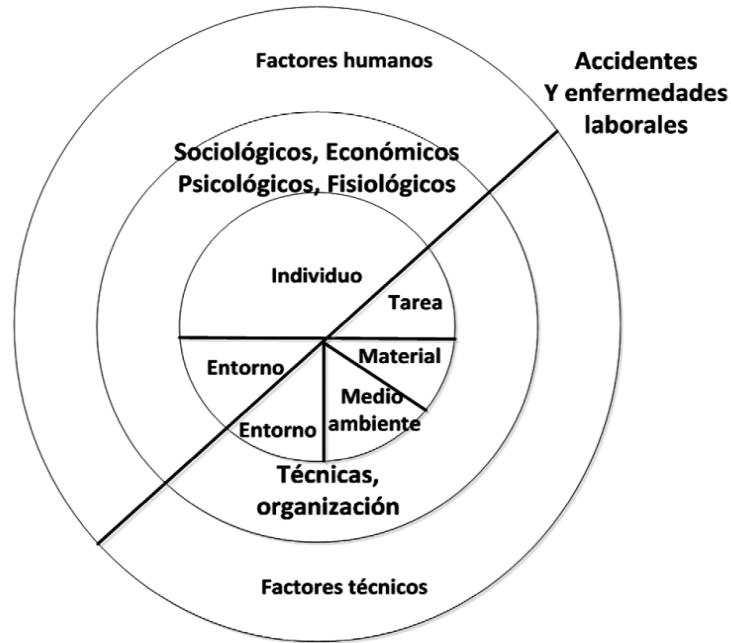 Factores humanos
Accidentes
Y enfermedades
laborales
Sociológicos, Económicos
Psicológicos, Fisiológicos
Individuo
Tarea
Entorno
Material
Medio
ambiente
Entorno
Técnicas,
organización
Factores técnicos